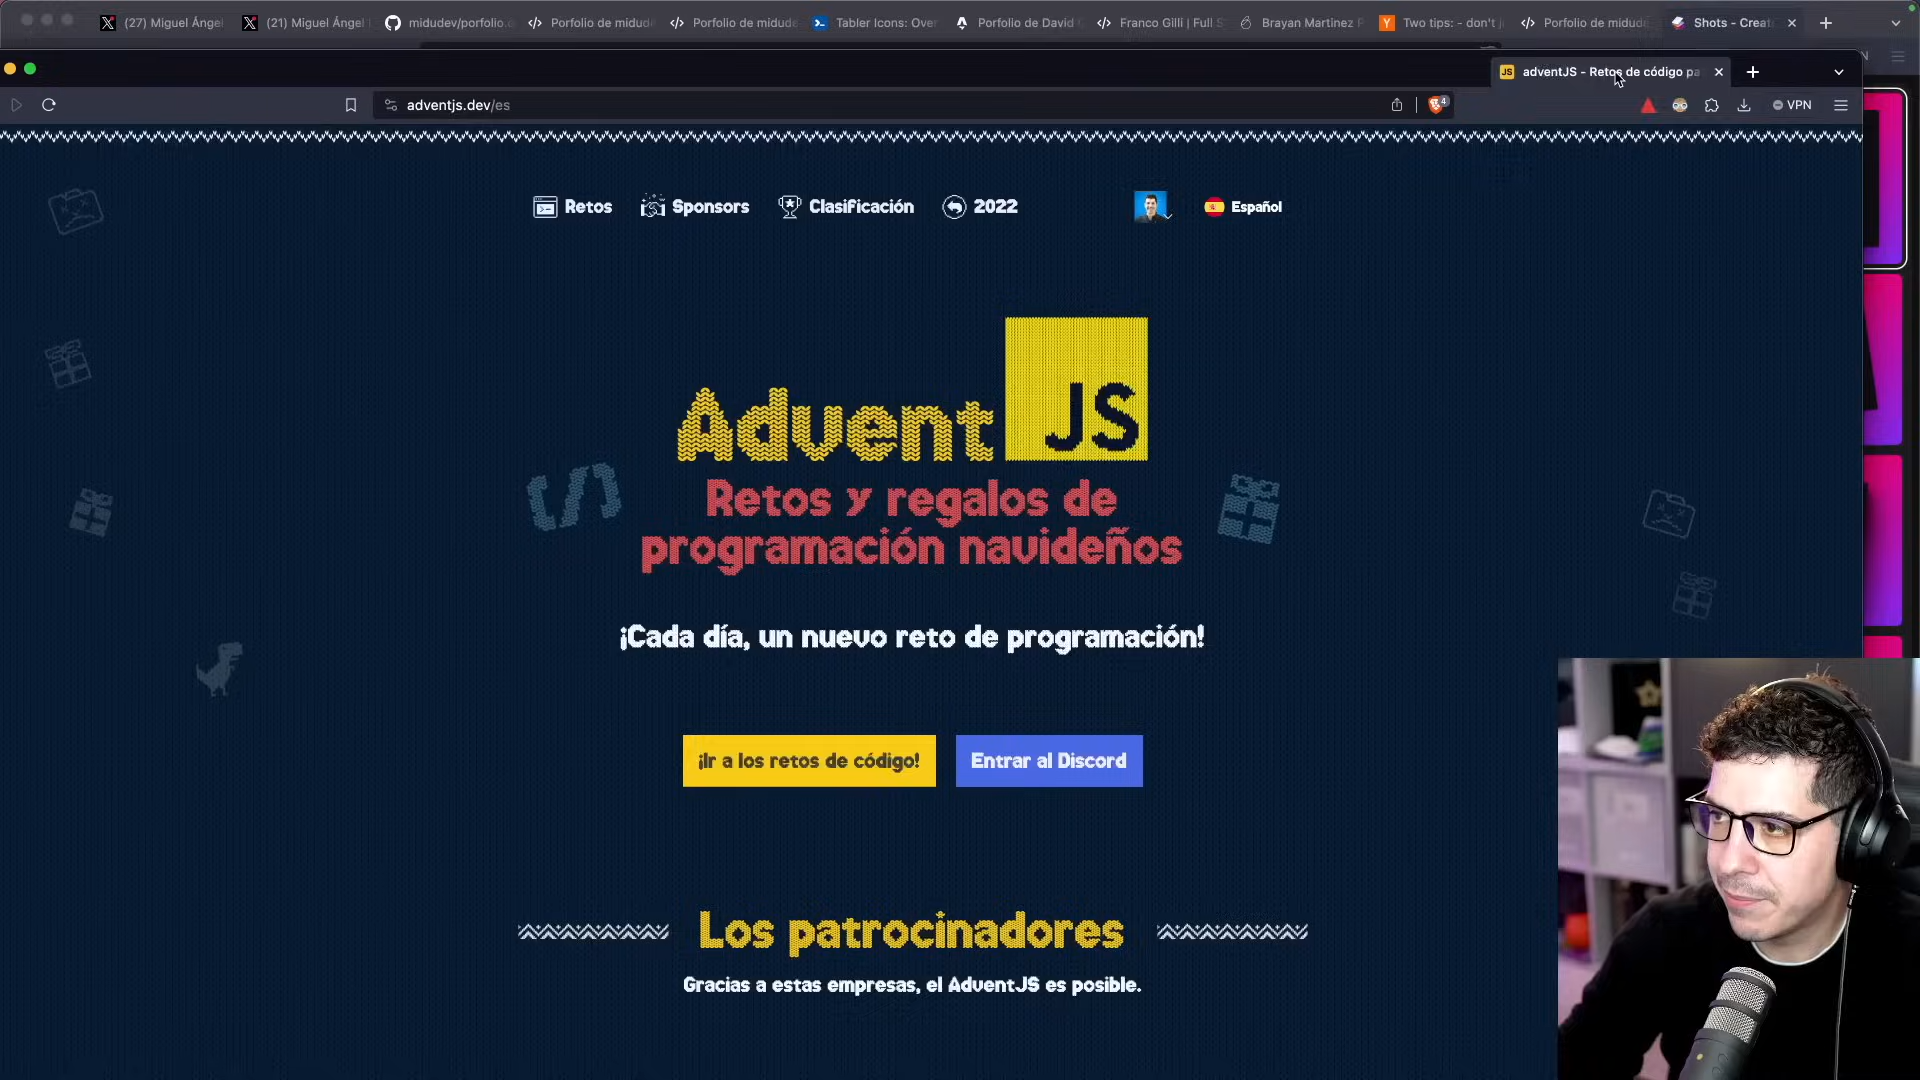 (27) Miguel Ángel
(21) Miguel Ángel
midudev/porfolio.
Porfolio de midud
Porfolio de midude
Tabler Icons: Over
Porfolio de David
Franco Gilli | Full S
Brayan Martinez P
Two tips: - don't j
Porfolio de midude
Shots - Creat
JS adventJS - Retos de código pa
adventjs.dev/es
4
VPN
Retos
Sponsors
Clasificación
2022
Español
Advent JS
Retos y regalos de
programación navideños
¡Cada día, un nuevo reto de programación!
¡Ir a los retos de código!
Entrar al Discord
Los patrocinadores
Gracias a estas empresas, el AdventJS es posible.